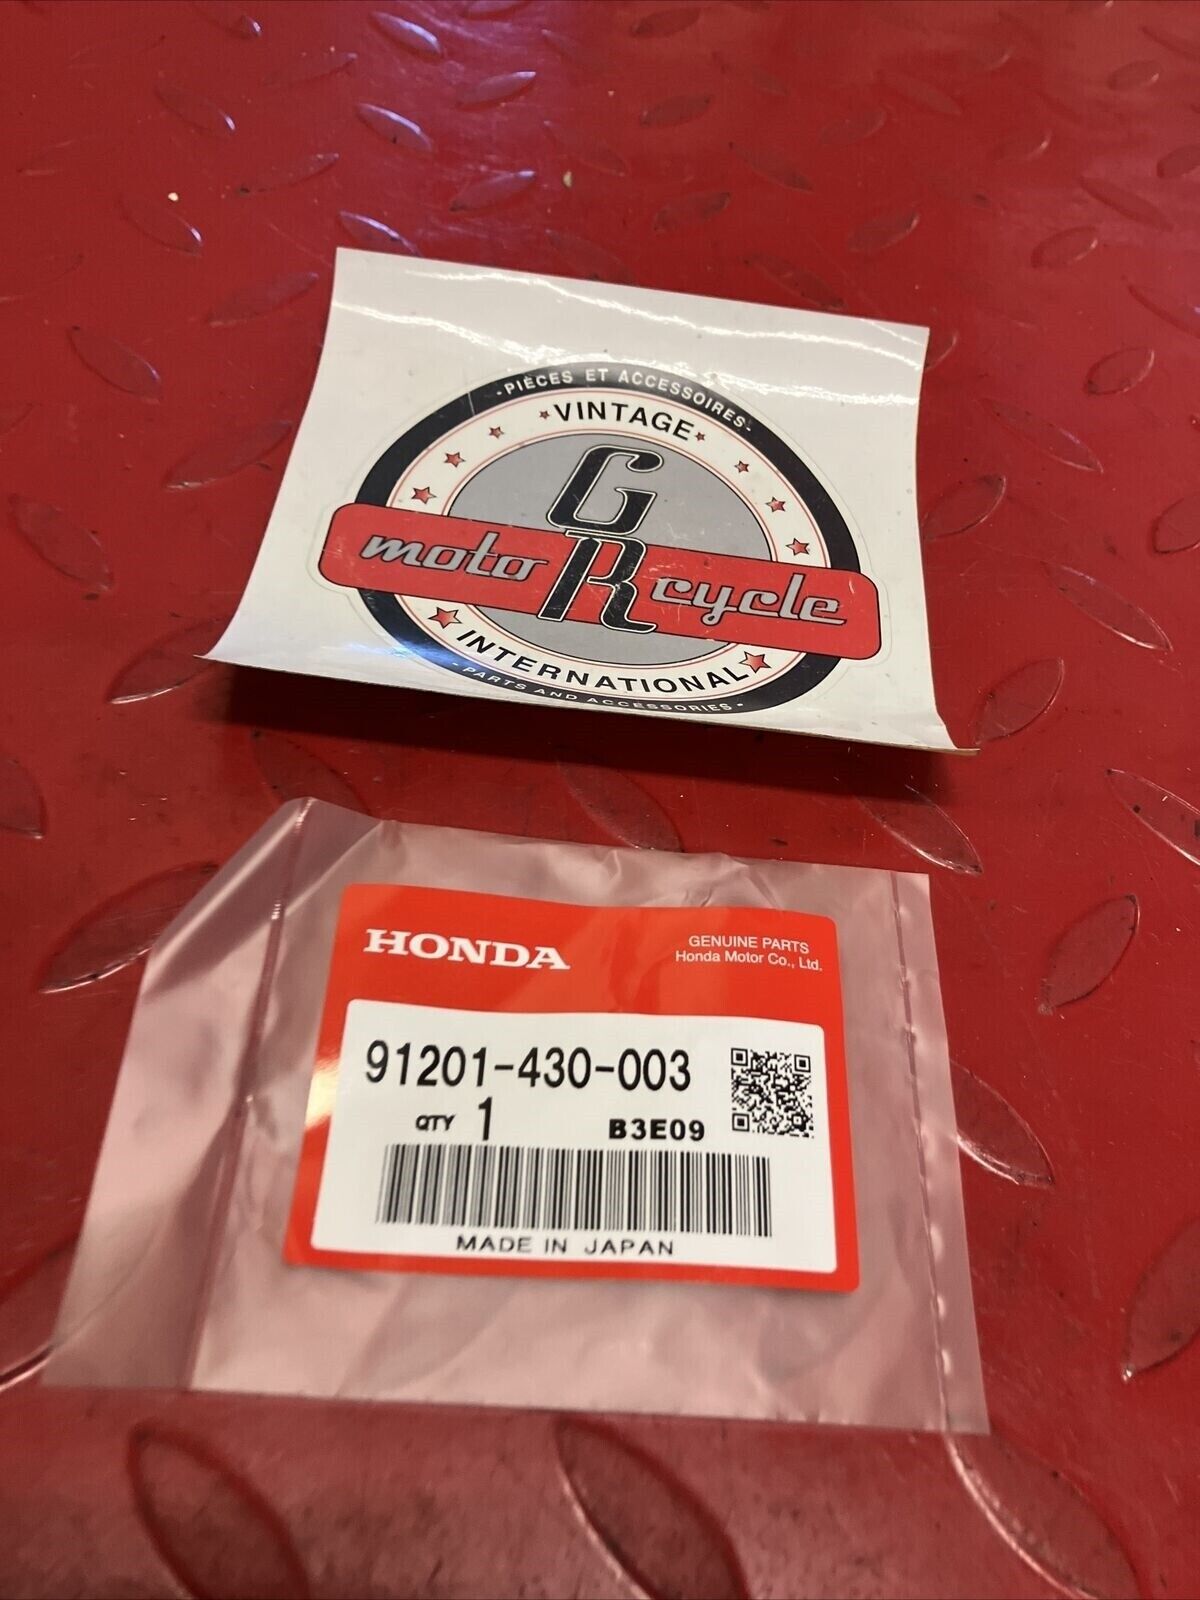 -PIÈCES ET ACCESSOIRES-
VINTAGE
GR
moto cycle
INTERNATIONAL
-PARTS AND ACCESSORIES-
HONDA
GENUINE PARTS
Honda Motor Co., Ltd.
91201-430-003
QTY 1 B3E09
MADE IN JAPAN